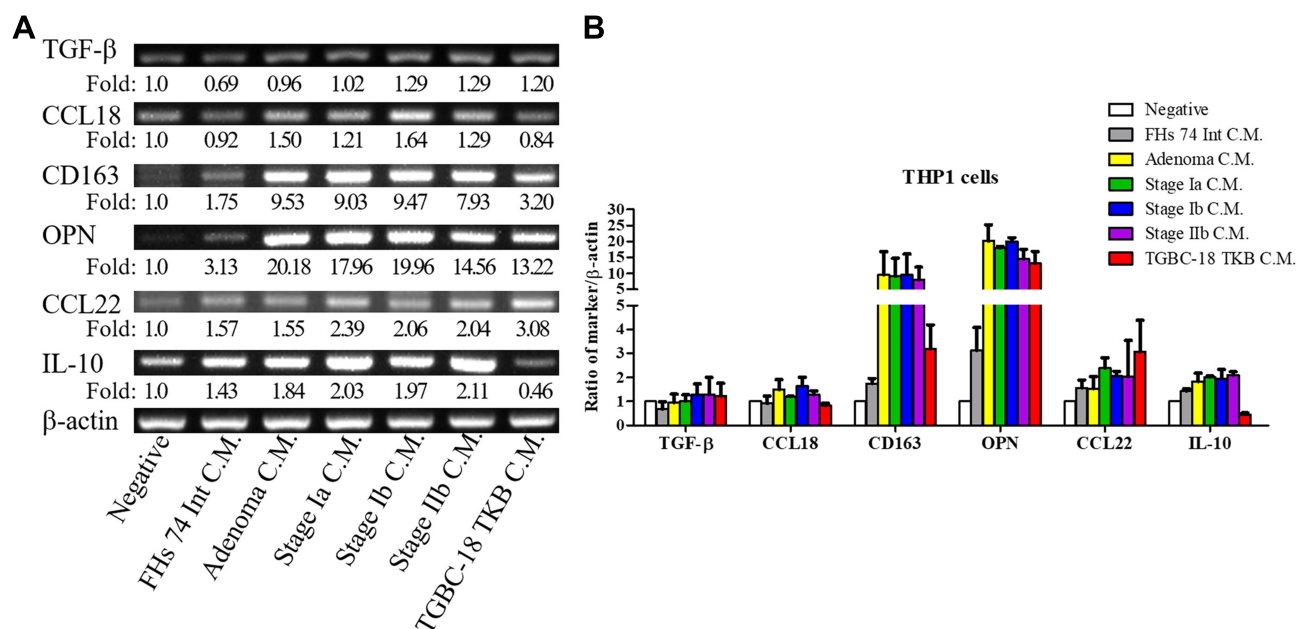 A
TGF-β
Fold: 1.0 0.69 0.96 1.02 1.29 1.29 1.20
CCL18
Fold: 1.0 0.92 1.50 1.21 1.64 1.29 0.84
CD163
Fold: 1.0 1.75 9.53 9.03 9.47 7.93 3.20
OPN
Fold: 1.0 3.13 20.18 17.96 19.96 14.56 13.22
CCL22
Fold: 1.0 1.57 1.55 2.39 2.06 2.04 3.08
IL-10
Fold: 1.0 1.43 1.84 2.03 1.97 2.11 0.46
β-actin
Negative
FHs 74 Int C.M.
Adenoma C.M.
Stage Ia C.M.
Stage Ib C.M.
Stage IIb C.M.
TGBC-18 TKB C.M.
B
Negative
FHs 74 Int C.M.
Adenoma C.M.
Stage Ia C.M.
Stage Ib C.M.
Stage IIb C.M.
TGBC-18 TKB C.M.
THP1 cells
Ratio of marker/β-actin
30
25
20
15
10
5
5
4
3
2
1
0
TGF-β CCL18 CD163 OPN CCL22 IL-10